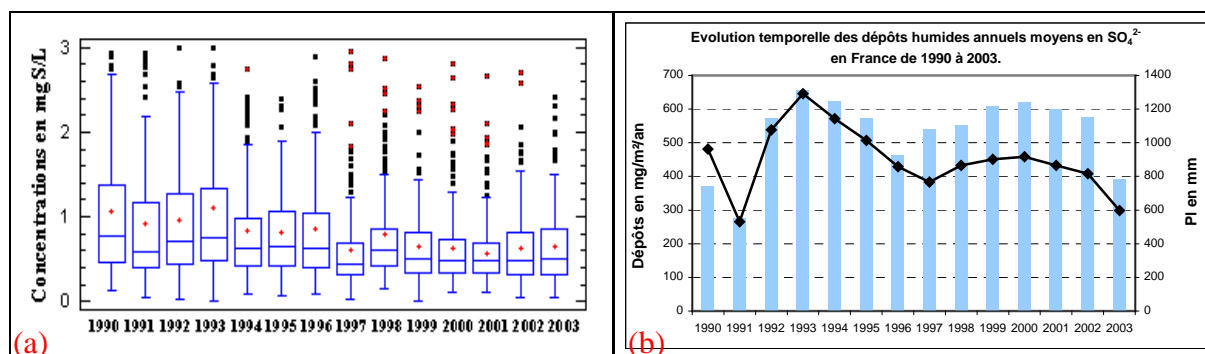 Concentrations en mgS/L
3
2
1
0
1990 1991 1992 1993 1994 1995 1996 1997 1998 1999 2000 2001 2002 2003
(a)
Evolution temporelle des dépôts humides annuels moyens en SO₄²⁻
en France de 1990 à 2003.
Dépôts en mg/m²/an
700
600
500
400
300
200
100
0
1400
1200
1000
800
600
400
200
0
PI en mm
1990 1991 1992 1993 1994 1995 1996 1997 1998 1999 2000 2001 2002 2003
(b)